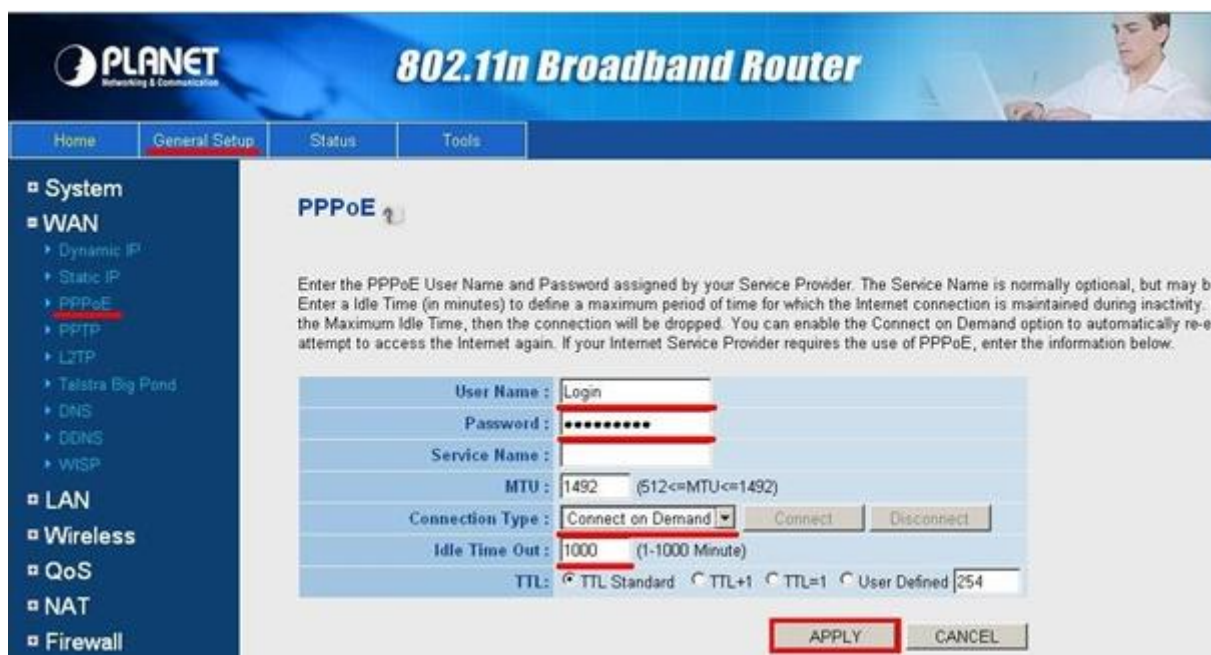 PLANET
Networking & Communication
802.11n Broadband Router
Home General Setup Status Tools
System
WAN
Dynamic IP
Static IP
PPPoE
PPTP
L2TP
Telstra Big Pond
DNS
DDNS
WISP
LAN
Wireless
QoS
NAT
Firewall
PPPoE
Enter the PPPoE User Name and Password assigned by your Service Provider. The Service Name is normally optional, but may b
Enter a Idle Time (in minutes) to define a maximum period of time for which the Internet connection is maintained during inactivity.
the Maximum Idle Time, then the connection will be dropped. You can enable the Connect on Demand option to automatically re-e
attempt to access the Internet again. If your Internet Service Provider requires the use of PPPoE, enter the information below.
User Name : Login
Password : •••••••••
Service Name :
MTU : 1492 (512<=MTU<=1492)
Connection Type : Connect on Demand Connect Disconnect
Idle Time Out : 1000 (1-1000 Minute)
TTL: TTL Standard TTL+1 TTL=1 User Defined 254
APPLY CANCEL